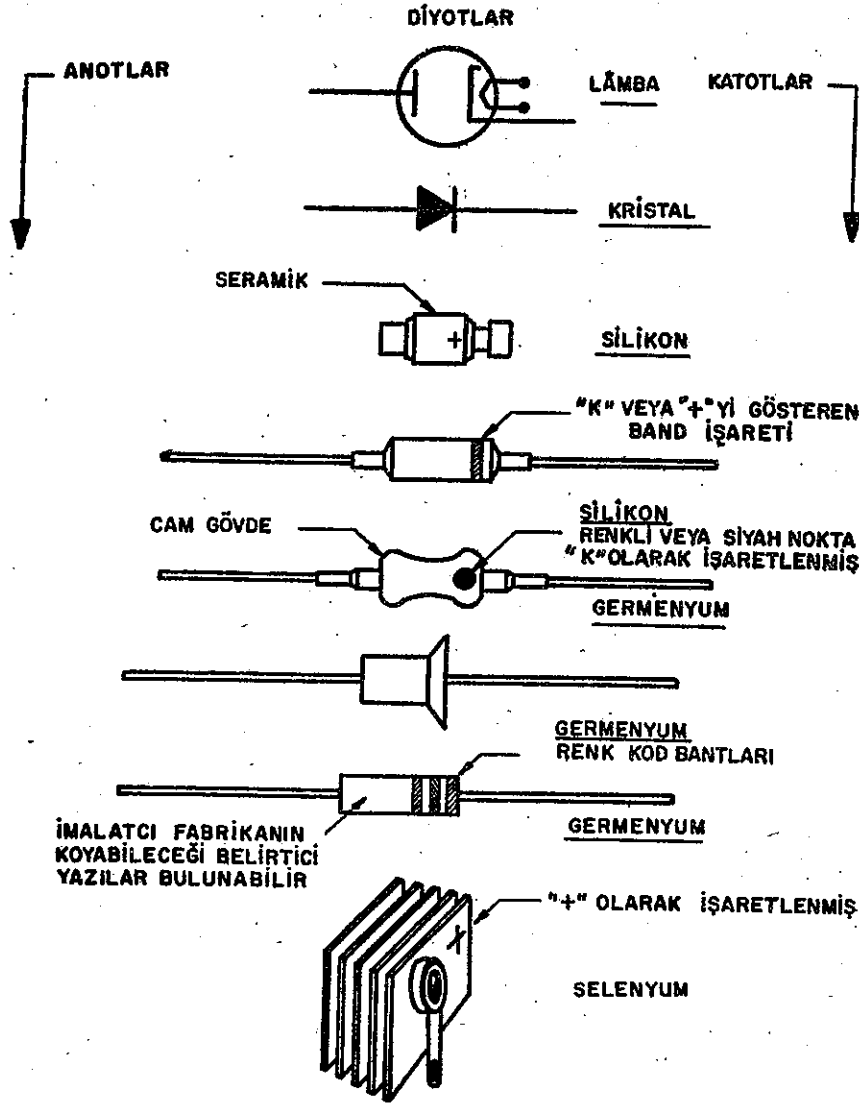 DİYOTLAR
ANOTLAR
LÂMBA
KATOTLAR
KRİSTAL
SERAMİK
+
SİLİKON
"K" VEYA "+" Yİ GÖSTEREN
BAND İŞARETİ
CAM GÖVDE
SİLİKON
RENKLİ VEYA SİYAH NOKTA
"K" OLARAK İŞARETLENMİŞ
GERMENYUM
GERMENYUM
RENK KOD BANTLARI
GERMENYUM
İMALATCI FABRİKANIN
KOYABİLECEĞİ BELİRTİCİ
YAZILAR BULUNABİLİR
"+" OLARAK İŞARETLENMİŞ
+
SELENYUM